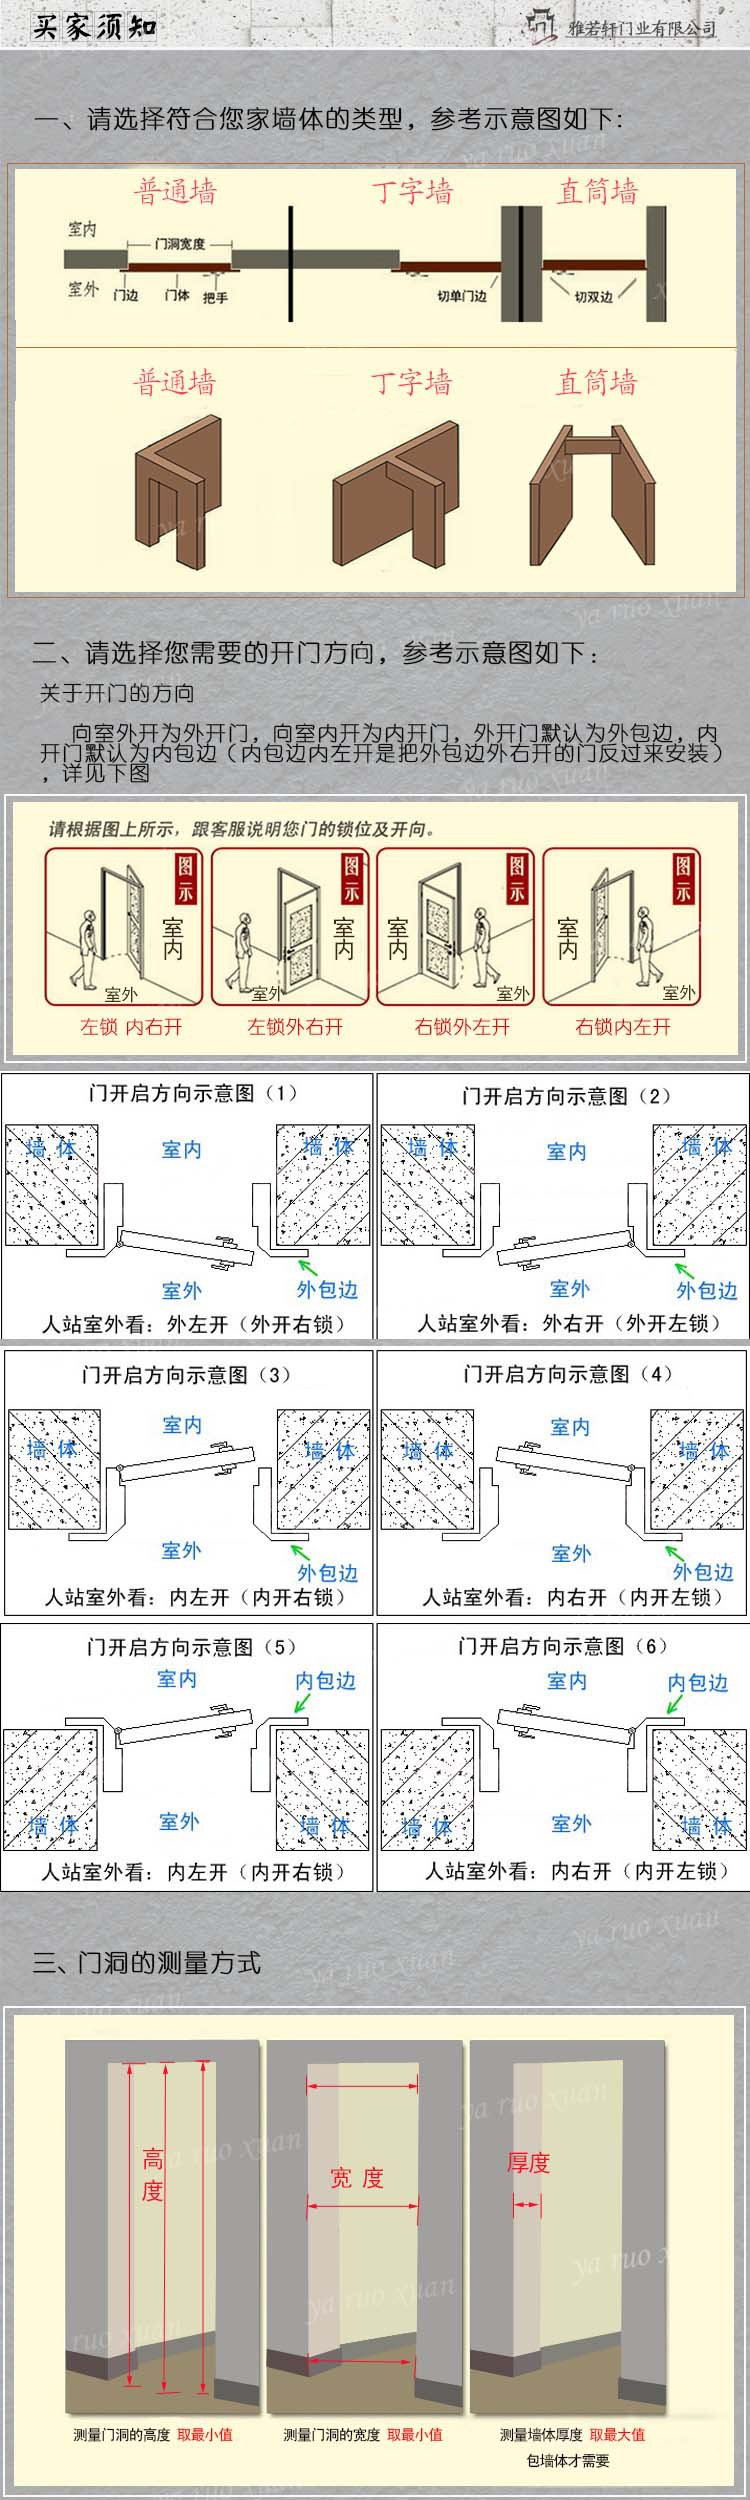 买家须知
雅若轩门业有限公司
一、请选择符合您家墙体的类型，参考示意图如下：
ya ruo xuan
普通墙 丁字墙 直筒墙
室内
门洞宽度
室外 门边 门体 把手 切单门边 切双边
普通墙 丁字墙 直筒墙
ya ruo xuan
二、请选择您需要的开门方向，参考示意图如下：
关于开门的方向
向室外开为外开门，向室内开为内开门，外开门默认为外包边，内
开门默认为内包边（内包边内左开是把外包边外右开的门反过来安装）
，详见下图
ya ruo xuan
请根据图上所示，跟客服说明您门的锁位及开向。
图示 图示 图示 图示
室内 室内 室内 室内
室外 室外 室外 室外
左锁 内右开 左锁外右开 右锁外左开 右锁内左开
门开启方向示意图（1）
墙 体 室内 墙 体
室外 外包边
人站室外看：外左开（外开右锁）
门开启方向示意图（2）
墙 体 室内 墙 体
室外 外包边
人站室外看：外右开（外开左锁）
门开启方向示意图（3）
室内
墙 体 墙 体
室外 外包边
人站室外看：内左开（内开右锁）
门开启方向示意图（4）
室内
墙 体 墙 体
室外 外包边
人站室外看：内右开（内开左锁）
门开启方向示意图（5）
室内 内包边
墙 体 室外 墙 体
人站室外看：内左开（内开右锁）
门开启方向示意图（6）
室内 内包边
墙 体 室外 墙 体
人站室外看：内右开（内开左锁）
ya ruo xuan
三、门洞的测量方式
ya ruo xuan
高度 宽 度 厚度
ya ruo xuan
ya ruo xuan
ya ruo xuan
测量门洞的高度 取最小值
测量门洞的宽度 取最小值
测量墙体厚度 取最大值
包墙体才需要